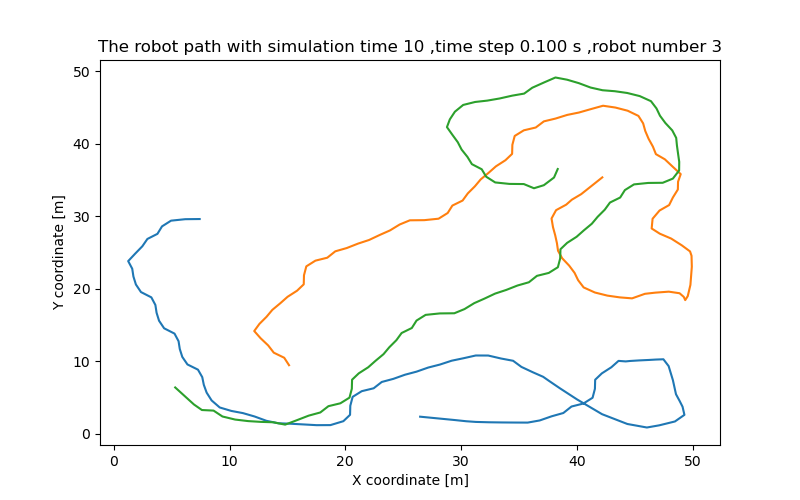 The robot path with simulation time 10 ,time step 0.100 s ,robot number 3
50
40
30
20
10
0
Y coordinate [m]
0 10 20 30 40 50
X coordinate [m]